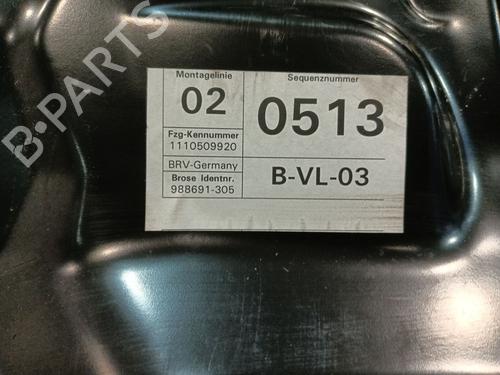 B-PARTS
Montagelinie
Sequenznummer
02
0513
Fzg-Kennummer
1110509920
BRV-Germany
B-VL-03
Brose Identnr.
988691-305